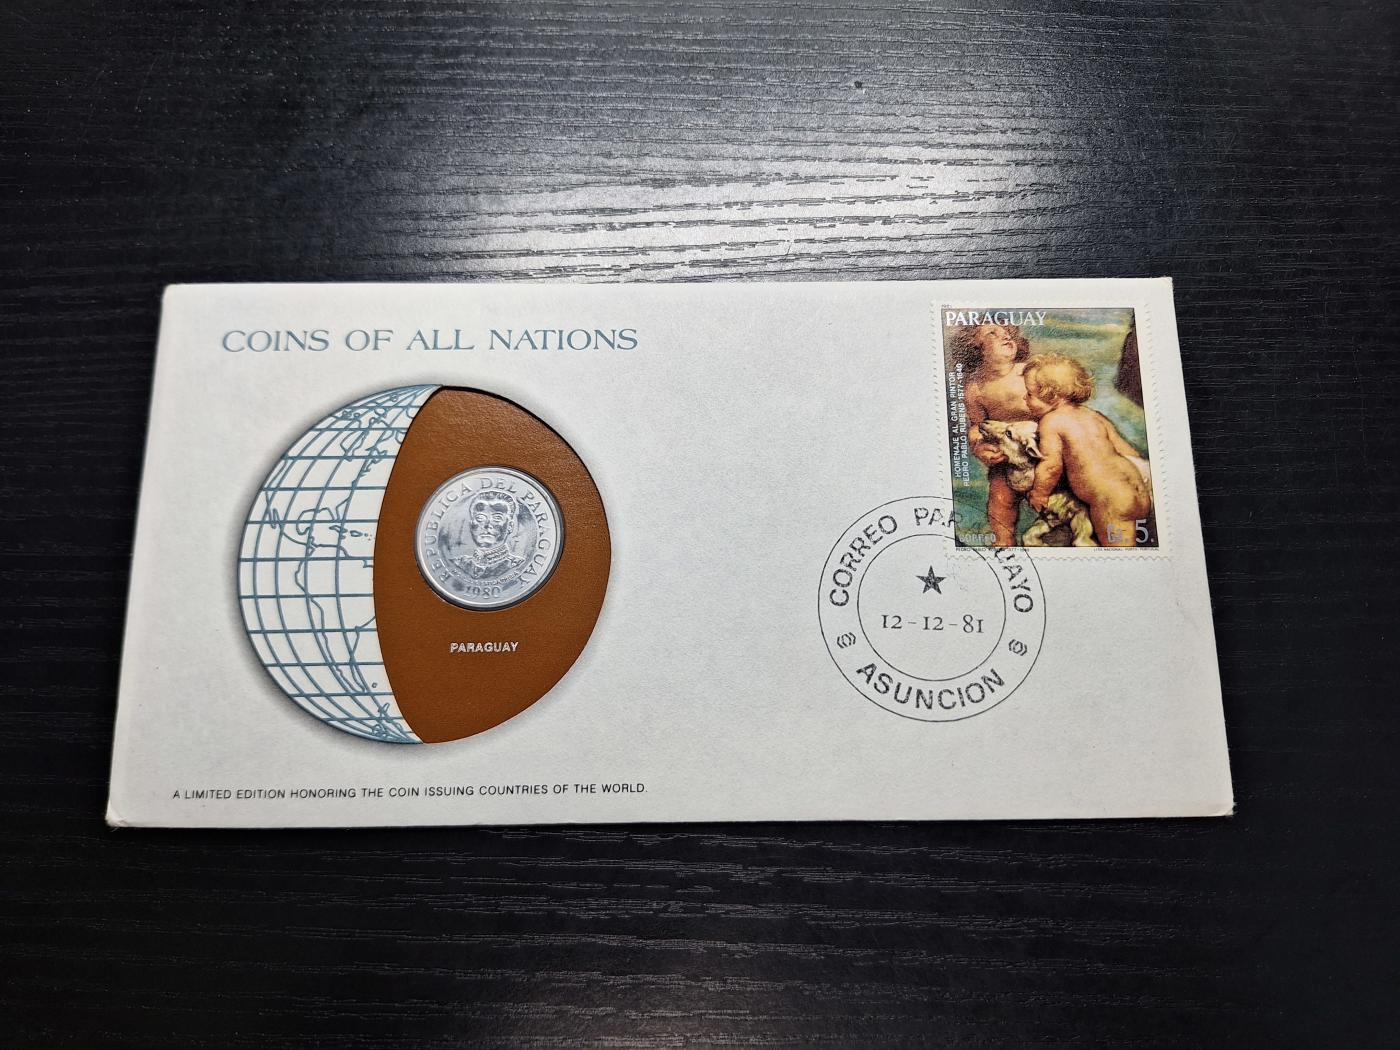 COINS OF ALL NATIONS
REPUBLICA DEL PARAGUAY
1980
PARAGUAY
A LIMITED EDITION HONORING THE COIN ISSUING COUNTRIES OF THE WORLD.
PARAGUAY
HOMENAJE AL GRAN PINTOR
PEDRO PABLO RUBENS 1577-1640
CORREO
Gs. 5.
CORREO PARAGUAYO
12-12-81
ASUNCION